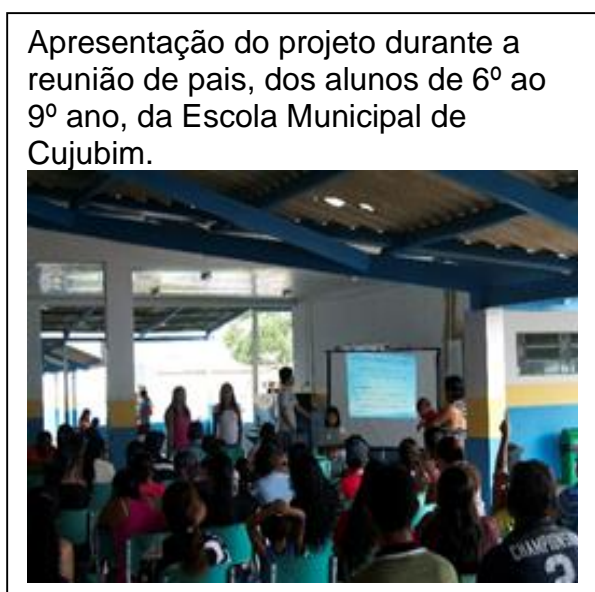 Apresentação do projeto durante a
reunião de pais, dos alunos de 6º ao
9º ano, da Escola Municipal de
Cujubim.
CHAMPION
3